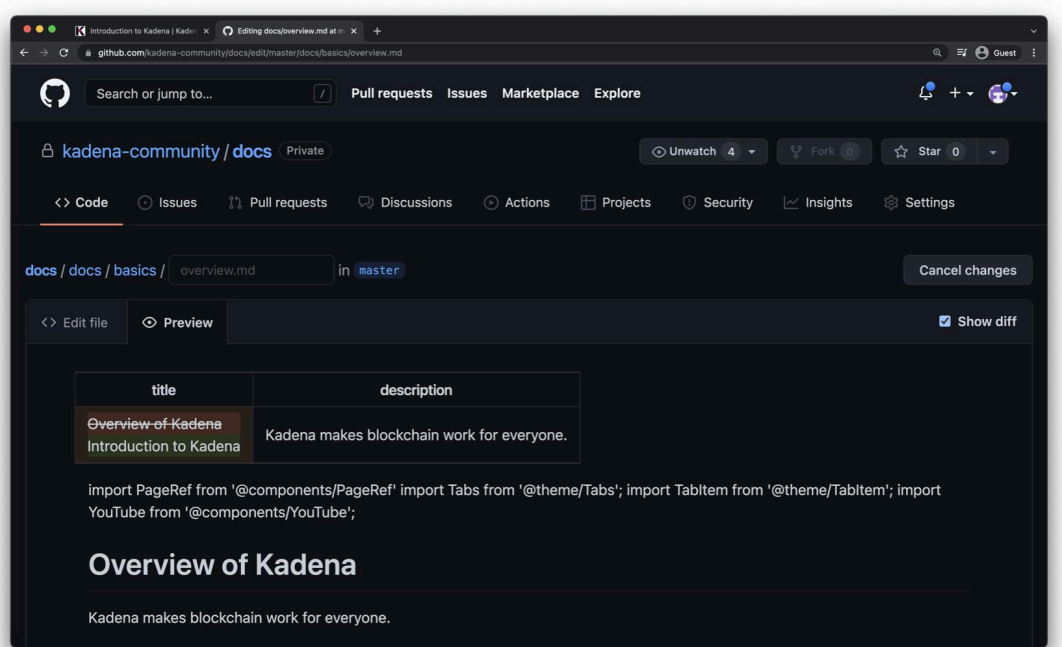 Introduction to Kadena | Kaden
Editing docs/overview.md at m
github.com/kadena-community/docs/edit/master/docs/basics/overview.md
Guest
Search or jump to...
/
Pull requests Issues Marketplace Explore
kadena-community / docs Private
Unwatch 4
Fork 0
Star 0
Code Issues Pull requests Discussions Actions Projects Security Insights Settings
docs / docs / basics / overview.md in master
Cancel changes
Edit file
Preview
Show diff
title description
Overview of Kadena
Introduction to Kadena
Kadena makes blockchain work for everyone.
import PageRef from '@components/PageRef' import Tabs from '@theme/Tabs'; import TabItem from '@theme/TabItem'; import
YouTube from '@components/YouTube';
Overview of Kadena
Kadena makes blockchain work for everyone.